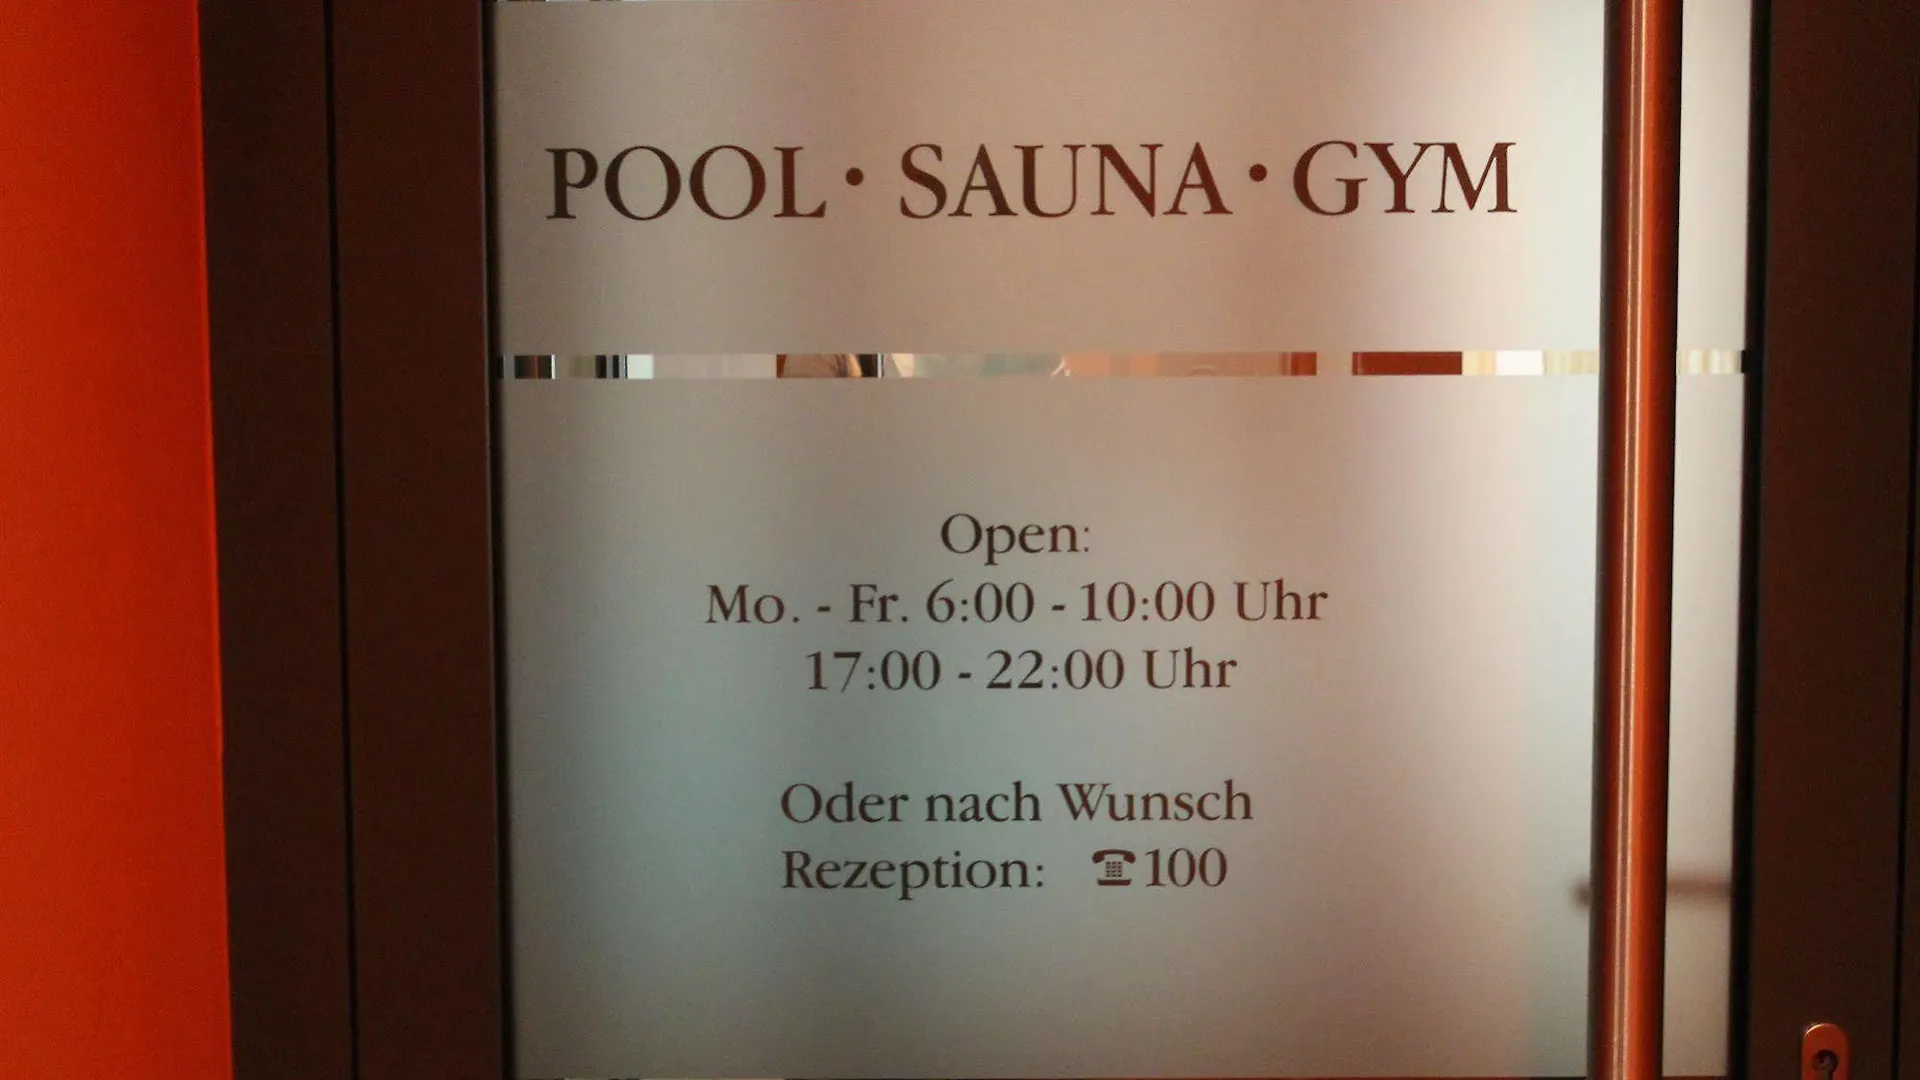 POOL · SAUNA · GYM
Open:
Mo. - Fr. 6:00 - 10:00 Uhr
17:00 - 22:00 Uhr
Oder nach Wunsch
Rezeption: ☎100